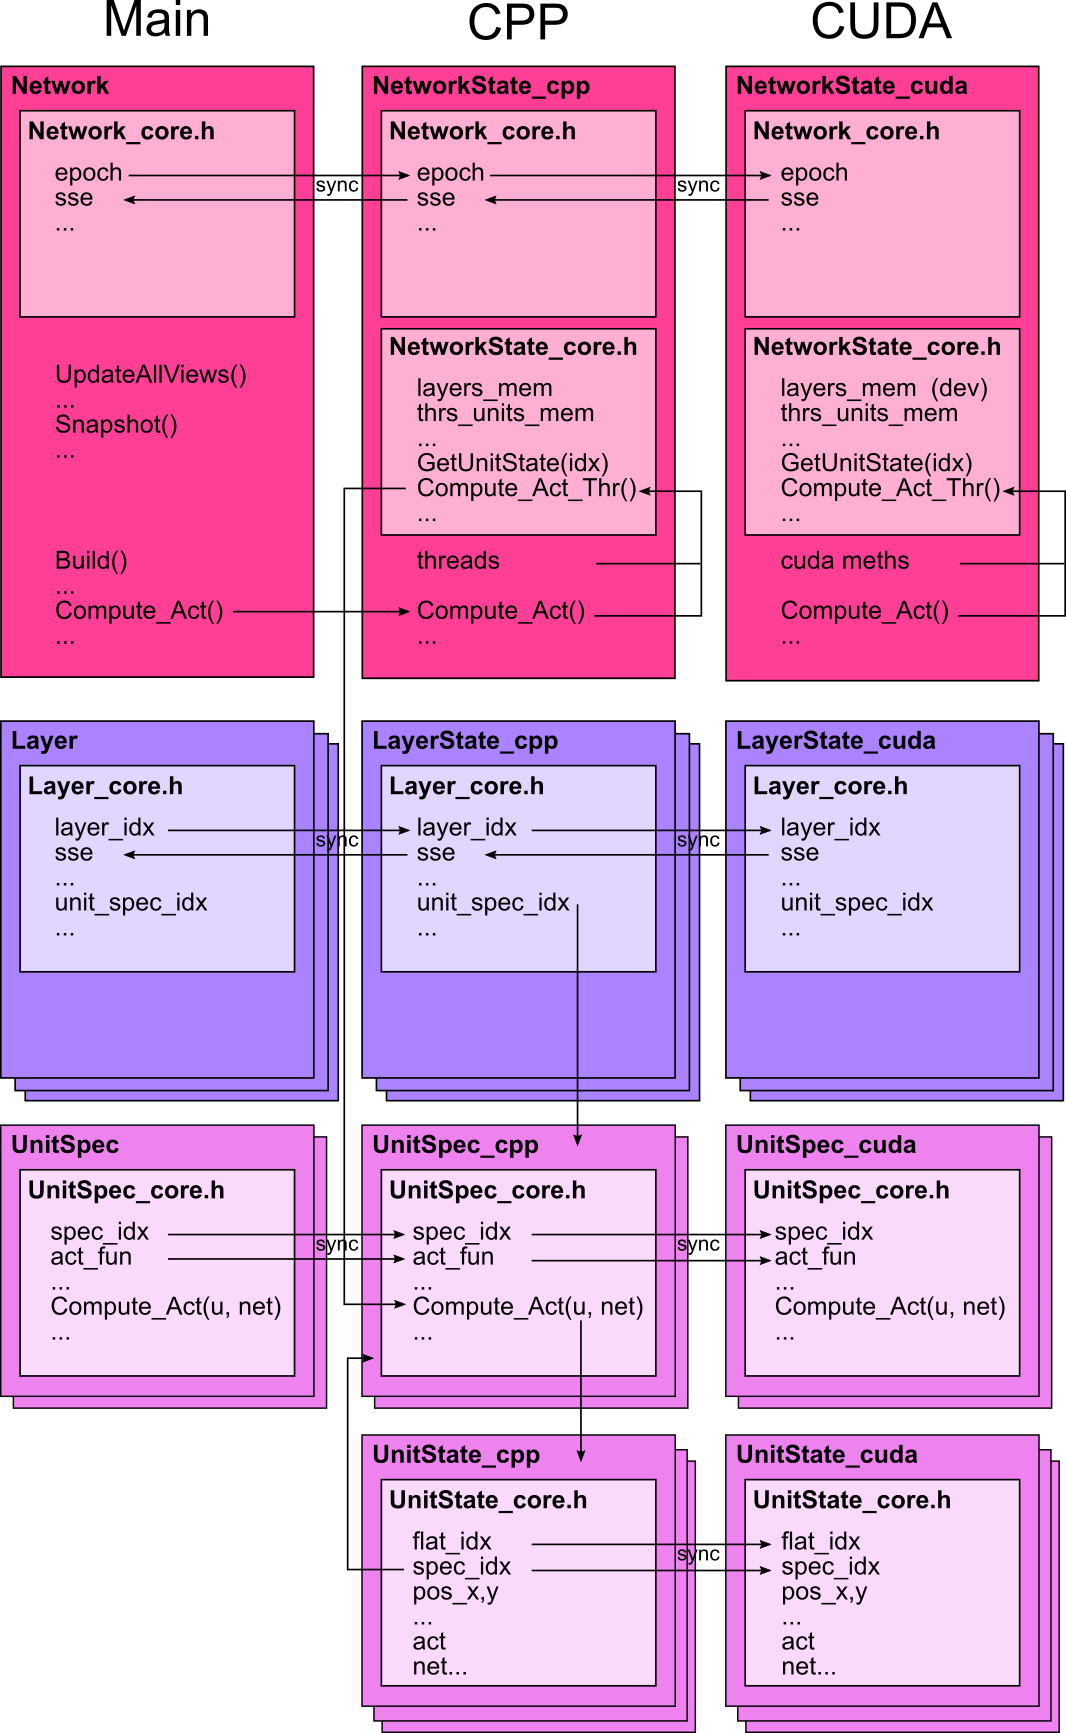 Main
CPP
CUDA
Network
Network_core.h
epoch
sse
...
UpdateAllViews()
...
Snapshot()
...
Build()
...
Compute_Act()
...
sync
NetworkState_cpp
Network_core.h
epoch
sse
...
NetworkState_core.h
layers_mem
thrs_units_mem
...
GetUnitState(idx)
Compute_Act_Thr()
...
threads
Compute_Act()
...
sync
NetworkState_cuda
Network_core.h
epoch
sse
...
NetworkState_core.h
layers_mem (dev)
thrs_units_mem
...
GetUnitState(idx)
Compute_Act_Thr()
...
cuda meths
Compute_Act()
...
Layer
Layer_core.h
layer_idx
sse
...
unit_spec_idx
...
sync
LayerState_cpp
Layer_core.h
layer_idx
sse
...
unit_spec_idx
...
sync
LayerState_cuda
Layer_core.h
layer_idx
sse
...
unit_spec_idx
...
UnitSpec
UnitSpec_core.h
spec_idx
act_fun
...
Compute_Act(u, net)
...
sync
UnitSpec_cpp
UnitSpec_core.h
spec_idx
act_fun
...
Compute_Act(u, net)
...
sync
UnitSpec_cuda
UnitSpec_core.h
spec_idx
act_fun
...
Compute_Act(u, net)
...
UnitState_cpp
UnitState_core.h
flat_idx
spec_idx
pos_x,y
...
act
net...
sync
UnitState_cuda
UnitState_core.h
flat_idx
spec_idx
pos_x,y
...
act
net...